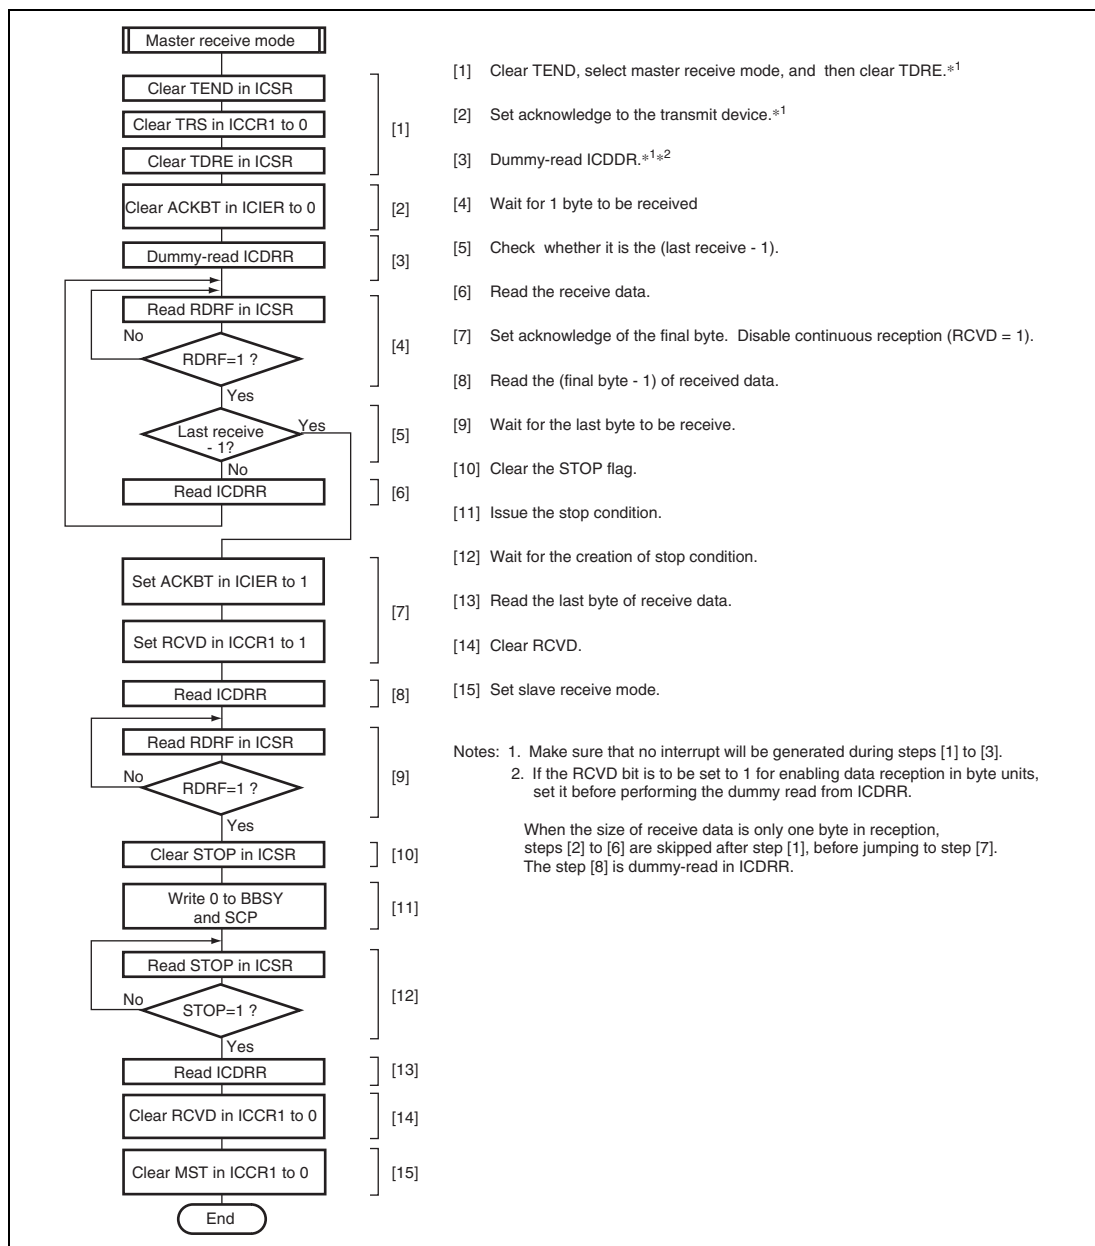 Master receive mode
Clear TEND in ICSR
Clear TRS in ICCR1 to 0
Clear TDRE in ICSR
[1]
Clear ACKBT in ICIER to 0
[2]
Dummy-read ICDRR
[3]
Read RDRF in ICSR
No
RDRF=1 ?
[4]
Yes
Last receive
- 1?
Yes
[5]
No
Read ICDRR
[6]
Set ACKBT in ICIER to 1
Set RCVD in ICCR1 to 1
[7]
Read ICDRR
[8]
Read RDRF in ICSR
No
RDRF=1 ?
[9]
Yes
Clear STOP in ICSR
[10]
Write 0 to BBSY
and SCP
[11]
Read STOP in ICSR
No
STOP=1 ?
[12]
Yes
Read ICDRR
[13]
Clear RCVD in ICCR1 to 0
[14]
Clear MST in ICCR1 to 0
[15]
End
[1] Clear TEND, select master receive mode, and then clear TDRE.*1
[2] Set acknowledge to the transmit device.*1
[3] Dummy-read ICDDR.*1*2
[4] Wait for 1 byte to be received
[5] Check whether it is the (last receive - 1).
[6] Read the receive data.
[7] Set acknowledge of the final byte. Disable continuous reception (RCVD = 1).
[8] Read the (final byte - 1) of received data.
[9] Wait for the last byte to be receive.
[10] Clear the STOP flag.
[11] Issue the stop condition.
[12] Wait for the creation of stop condition.
[13] Read the last byte of receive data.
[14] Clear RCVD.
[15] Set slave receive mode.
Notes: 1. Make sure that no interrupt will be generated during steps [1] to [3].
2. If the RCVD bit is to be set to 1 for enabling data reception in byte units,
set it before performing the dummy read from ICDRR.
When the size of receive data is only one byte in reception,
steps [2] to [6] are skipped after step [1], before jumping to step [7].
The step [8] is dummy-read in ICDRR.